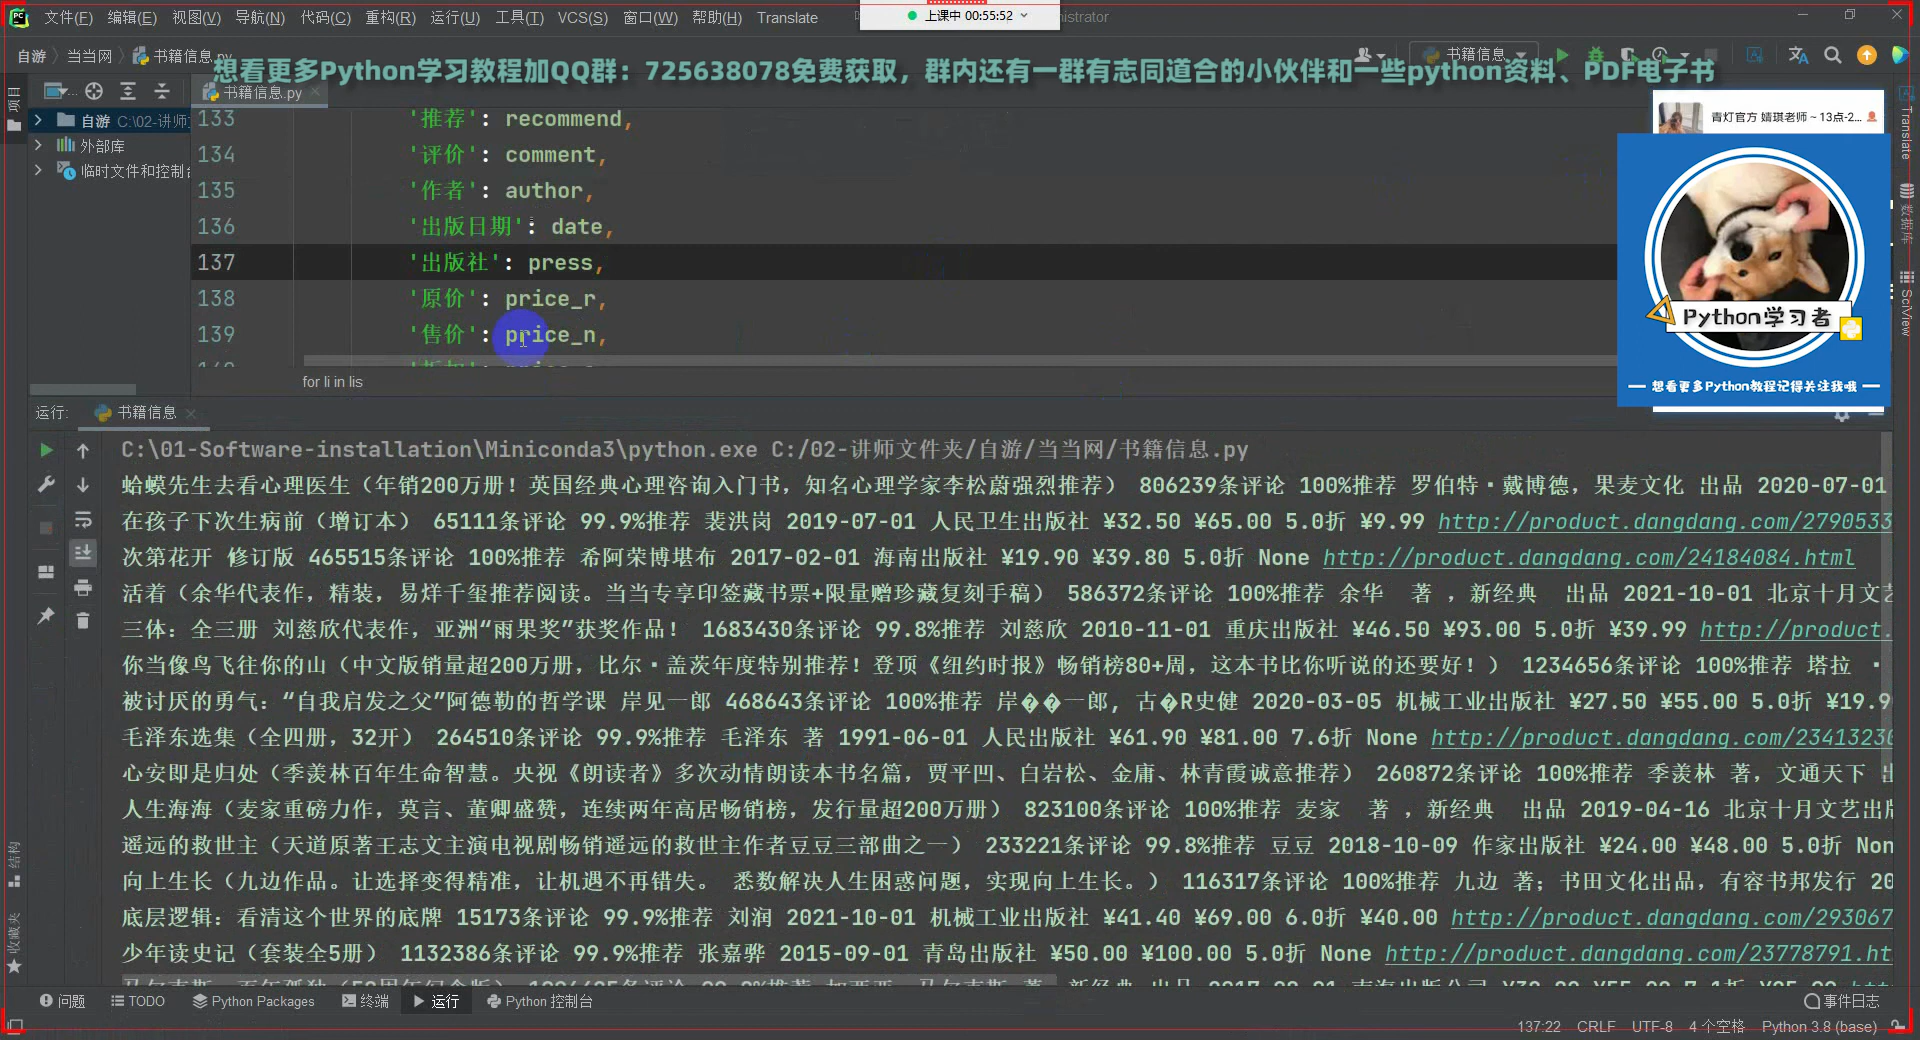 文件(F) 编辑(E) 视图(V) 导航(N) 代码(C) 重构(R) 运行(U) 工具(T) VCS(S) 窗口(W) 帮助(H) Translate
上课中 00:55:52
自游 当当网 书籍信息.py
书籍信息
想看更多Python学习教程加QQ群：725638078免费获取，群内还有一群有志同道合的小伙伴和一些python资料、PDF电子书
项目
书籍信息.py
自游 C:\02-讲师
外部库
临时文件和控制台
133 '推荐': recommend,
134 '评价': comment,
135 '作者': author,
136 '出版日期': date,
137 '出版社': press,
138 '原价': price_r,
139 '售价': price_n,
for li in lis
青灯官方 婧琪老师 ~ 13点-2...
Python学习者
想看更多Python教程记得关注我哦
Translate
数据库
SciView
运行: 书籍信息
C:\01-Software-installation\Miniconda3\python.exe C:/02-讲师文件夹/自游/当当网/书籍信息.py
蛤蟆先生去看心理医生（年销200万册！英国经典心理咨询入门书，知名心理学家李松蔚强烈推荐） 806239条评论 100%推荐 罗伯特·戴博德，果麦文化 出品 2020-07-01
在孩子下次生病前（增订本） 65111条评论 99.9%推荐 裴洪岗 2019-07-01 人民卫生出版社 ¥32.50 ¥65.00 5.0折 ¥9.99 http://product.dangdang.com/2790533
次第花开 修订版 465515条评论 100%推荐 希阿荣博堪布 2017-02-01 海南出版社 ¥19.90 ¥39.80 5.0折 None http://product.dangdang.com/24184084.html
活着（余华代表作，精装，易烊千玺推荐阅读。当当专享印签藏书票+限量赠珍藏复刻手稿） 586372条评论 100%推荐 余华 著 ，新经典 出品 2021-10-01 北京十月文艺
三体：全三册 刘慈欣代表作，亚洲“雨果奖”获奖作品！ 1683430条评论 99.8%推荐 刘慈欣 2010-11-01 重庆出版社 ¥46.50 ¥93.00 5.0折 ¥39.99 http://product.
你当像鸟飞往你的山（中文版销量超200万册，比尔·盖茨年度特别推荐！登顶《纽约时报》畅销榜80+周，这本书比你听说的还要好！） 1234656条评论 100%推荐 塔拉 ·
被讨厌的勇气：“自我启发之父”阿德勒的哲学课 岸见一郎 468643条评论 100%推荐 岸��一郎, 古�R史健 2020-03-05 机械工业出版社 ¥27.50 ¥55.00 5.0折 ¥19.9
毛泽东选集（全四册，32开） 264510条评论 99.9%推荐 毛泽东 著 1991-06-01 人民出版社 ¥61.90 ¥81.00 7.6折 None http://product.dangdang.com/2341323
心安即是归处（季羡林百年生命智慧。央视《朗读者》多次动情朗读本书名篇，贾平凹、白岩松、金庸、林青霞诚意推荐） 260872条评论 100%推荐 季羡林 著，文通天下 出
人生海海（麦家重磅力作，莫言、董卿盛赞，连续两年高居畅销榜，发行量超200万册） 823100条评论 100%推荐 麦家 著 ，新经典 出品 2019-04-16 北京十月文艺出版
遥远的救世主（天道原著王志文主演电视剧畅销遥远的救世主作者豆豆三部曲之一） 233221条评论 99.8%推荐 豆豆 2018-10-09 作家出版社 ¥24.00 ¥48.00 5.0折 Non
向上生长（九边作品。让选择变得精准，让机遇不再错失。 悉数解决人生困惑问题，实现向上生长。） 116317条评论 100%推荐 九边 著；书田文化出品，有容书邦发行 20
底层逻辑：看清这个世界的底牌 15173条评论 99.9%推荐 刘润 2021-10-01 机械工业出版社 ¥41.40 ¥69.00 6.0折 ¥40.00 http://product.dangdang.com/293067
少年读史记（套装全5册） 1132386条评论 99.9%推荐 张嘉骅 2015-09-01 青岛出版社 ¥50.00 ¥100.00 5.0折 None http://product.dangdang.com/23778791.ht
结构
收藏夹
问题 TODO Python Packages 终端 运行 Python 控制台 事件日志
137:22 CRLF UTF-8 4 个空格 Python 3.8 (base)